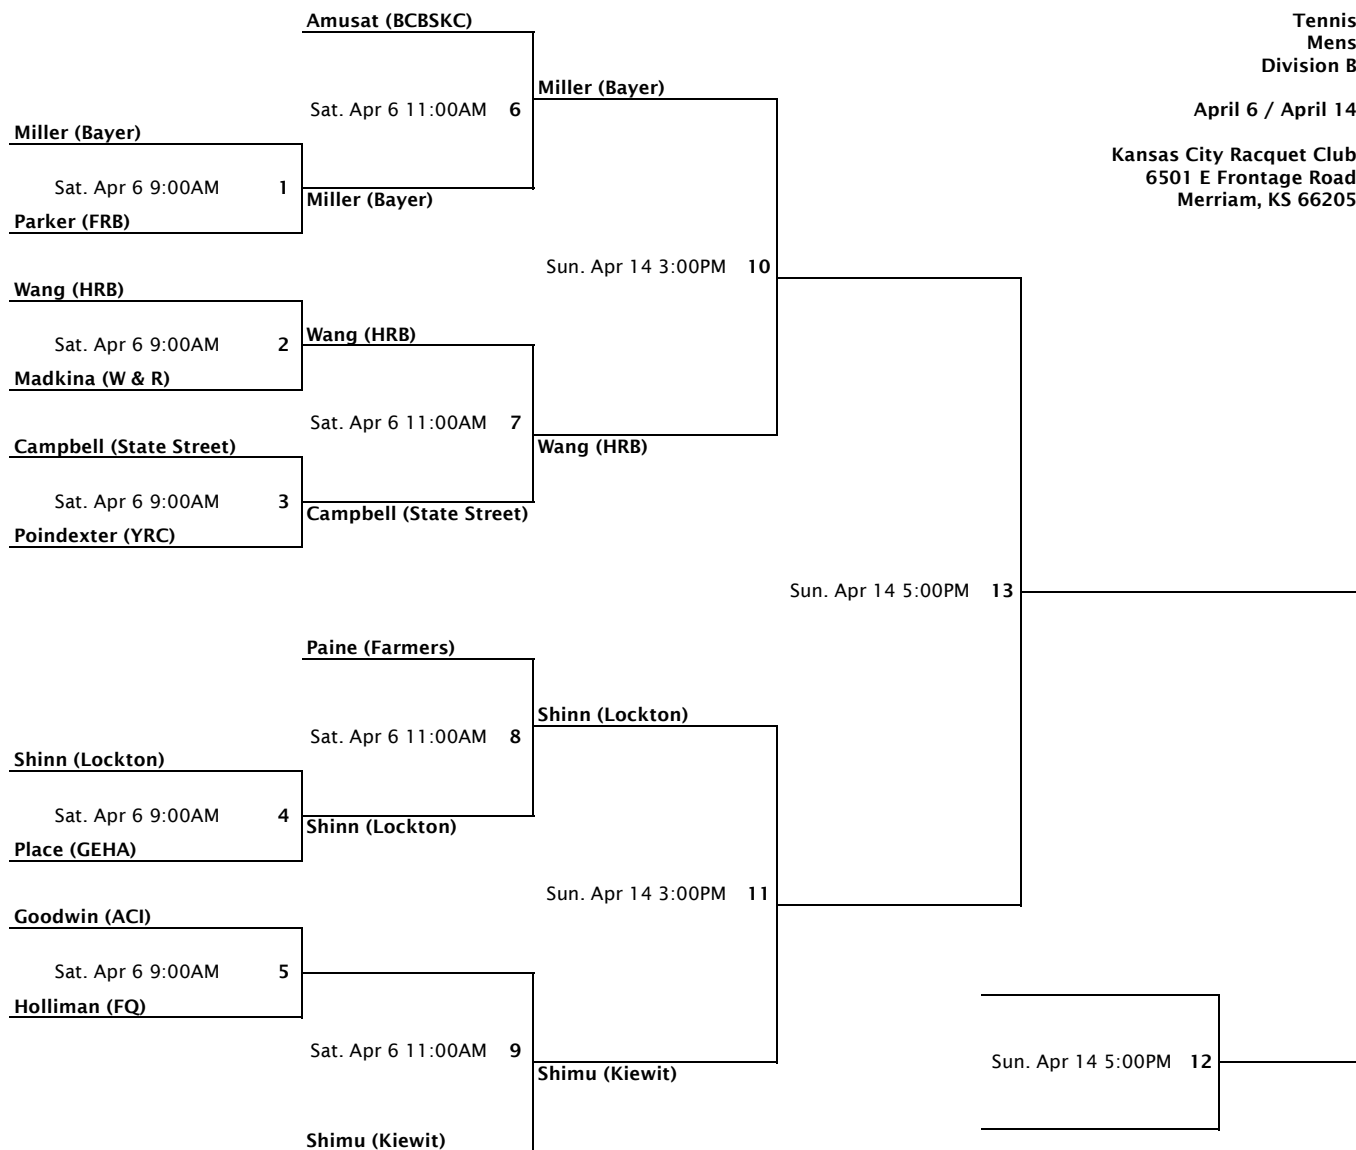 Amusat (BCBSKC)
Tennis
Mens
Division B
Sat. Apr 6 11:00AM 6
Miller (Bayer)
April 6 / April 14
Miller (Bayer)
Kansas City Racquet Club
6501 E Frontage Road
Merriam, KS 66205
Sat. Apr 6 9:00AM 1
Miller (Bayer)
Parker (FRB)
Sun. Apr 14 3:00PM 10
Wang (HRB)
Sat. Apr 6 9:00AM 2
Wang (HRB)
Madkina (W & R)
Sat. Apr 6 11:00AM 7
Wang (HRB)
Campbell (State Street)
Sat. Apr 6 9:00AM 3
Campbell (State Street)
Poindexter (YRC)
Sun. Apr 14 5:00PM 13
Paine (Farmers)
Shinn (Lockton)
Sat. Apr 6 11:00AM 8
Shinn (Lockton)
Sat. Apr 6 9:00AM 4
Shinn (Lockton)
Place (GEHA)
Sun. Apr 14 3:00PM 11
Goodwin (ACI)
Sat. Apr 6 9:00AM 5
Holliman (FQ)
Sat. Apr 6 11:00AM 9
Shimu (Kiewit)
Sun. Apr 14 5:00PM 12
Shimu (Kiewit)